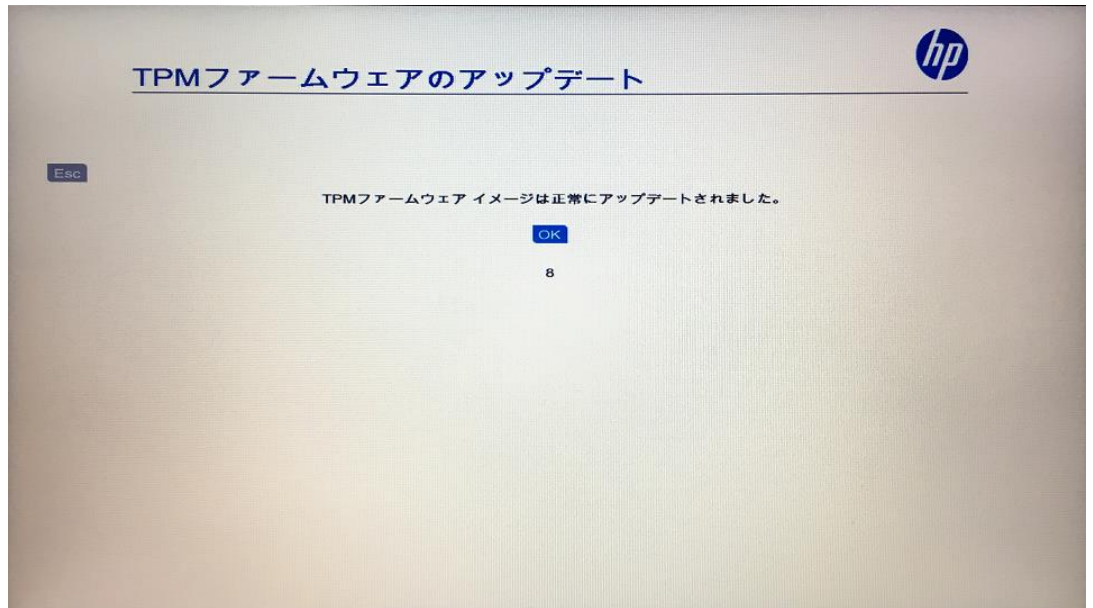 hp
TPMファームウェアのアップデート
Esc
TPMファームウェア イメージは正常にアップデートされました。
OK
8